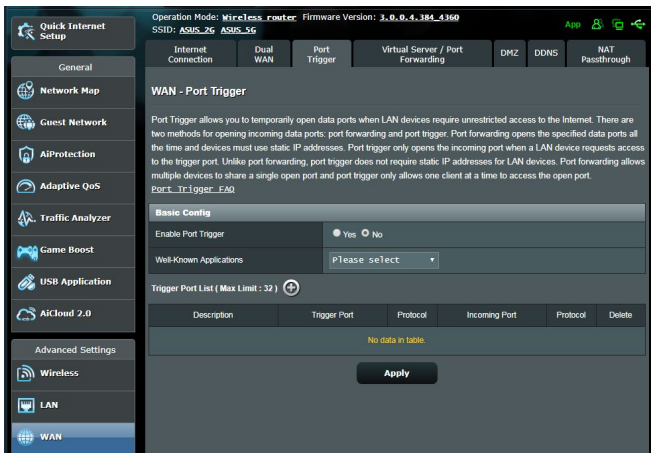 Quick Internet
Setup
General
Network Map
Guest Network
AiProtection
Adaptive QoS
Traffic Analyzer
Game Boost
USB Application
AiCloud 2.0
Advanced Settings
Wireless
LAN
WAN
Operation Mode: Wireless router Firmware Version: 3.0.0.4.384_4360
SSID: ASUS_2G ASUS_5G
App
Internet Connection
Dual WAN
Port Trigger
Virtual Server / Port Forwarding
DMZ
DDNS
NAT Passthrough
WAN - Port Trigger
Port Trigger allows you to temporarily open data ports when LAN devices require unrestricted access to the Internet. There are
two methods for opening incoming data ports: port forwarding and port trigger. Port forwarding opens the specified data ports all
the time and devices must use static IP addresses. Port trigger only opens the incoming port when a LAN device requests access
to the trigger port. Unlike port forwarding, port trigger does not require static IP addresses for LAN devices. Port forwarding allows
multiple devices to share a single open port and port trigger only allows one client at a time to access the open port.
Port Trigger FAQ
Basic Config
Enable Port Trigger Yes No
Well-Known Applications Please select
Trigger Port List ( Max Limit : 32 )
Description Trigger Port Protocol Incoming Port Protocol Delete
No data in table.
Apply